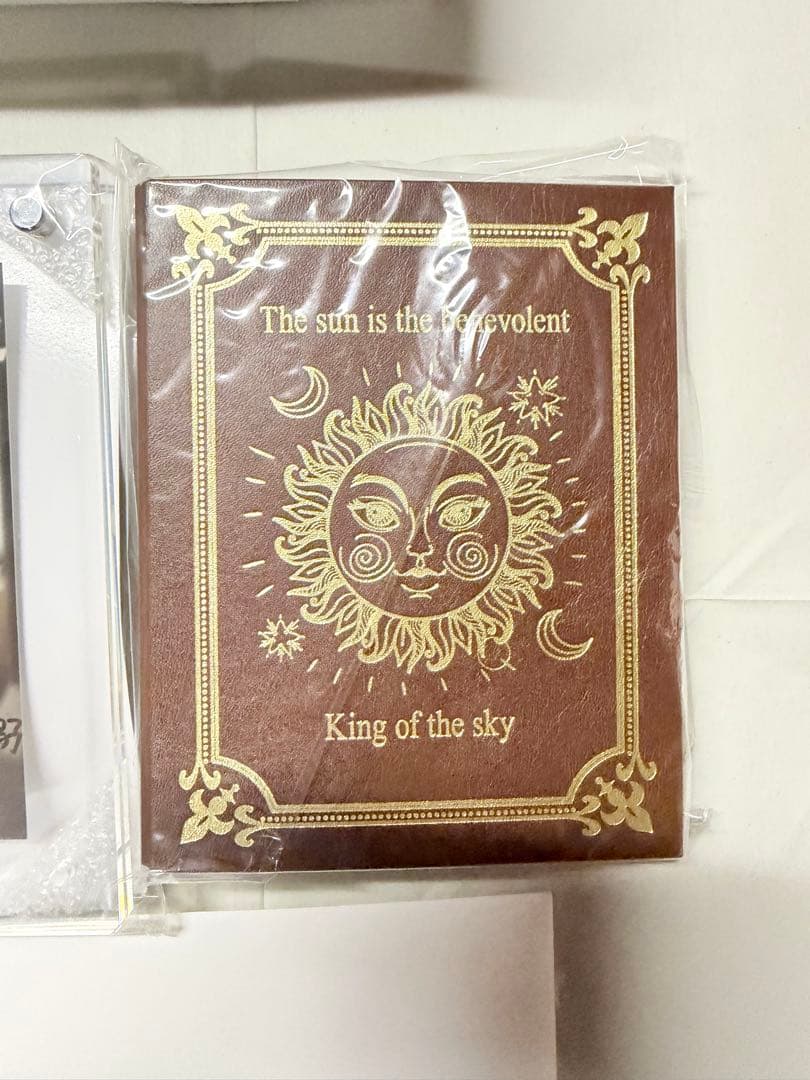 The sun is the benevolent
King of the sky